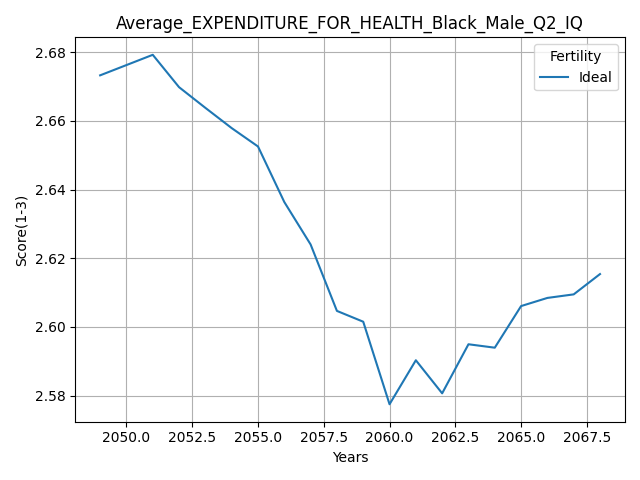 Average_EXPENDITURE_FOR_HEALTH_Black_Male_Q2_IQ
Fertility
Ideal
Score(1-3)
2.68
2.66
2.64
2.62
2.60
2.58
2050.0 2052.5 2055.0 2057.5 2060.0 2062.5 2065.0 2067.5
Years